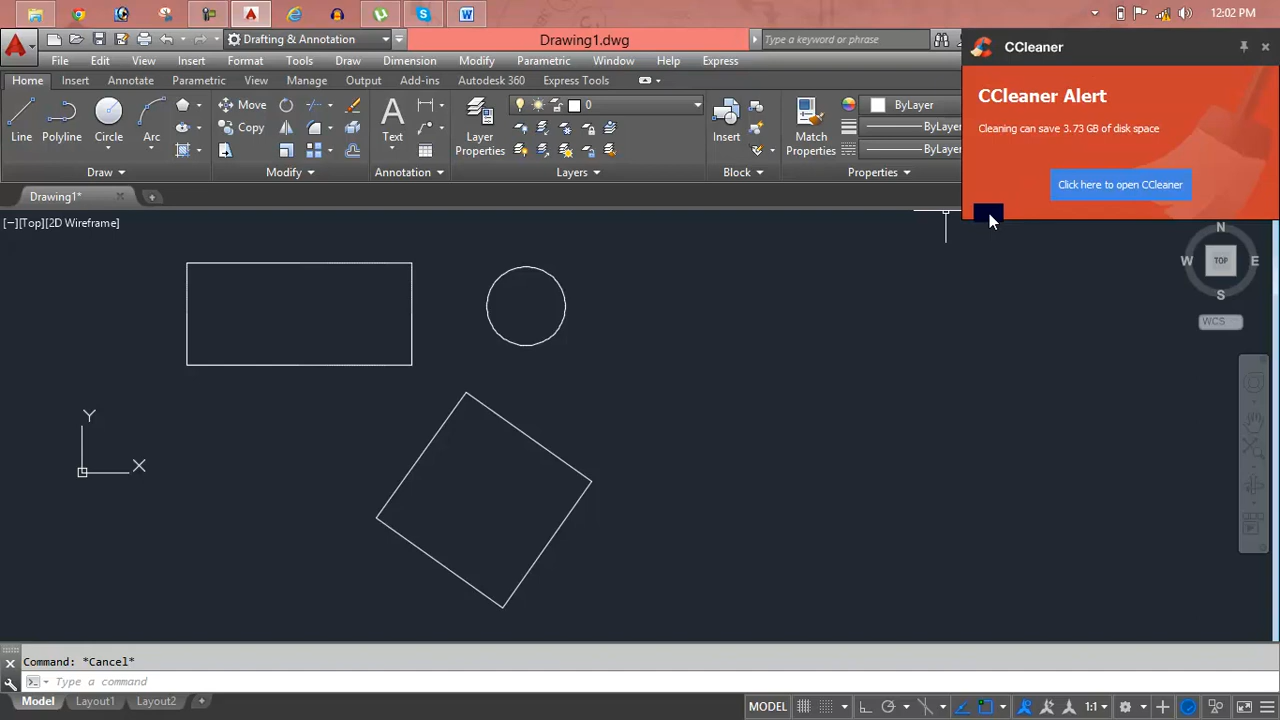 12:02 PM
Drafting & Annotation
Drawing1.dwg
Type a keyword or phrase
CCleaner
File Edit View Insert Format Tools Draw Dimension Modify Parametric Window Help Express
Home Insert Annotate Parametric View Manage Output Add-ins Autodesk 360 Express Tools
CCleaner Alert
Cleaning can save 3.73 GB of disk space
Click here to open CCleaner
Move
Copy
0
ByLayer
ByLayer
ByLayer
Line Polyline Circle Arc
Text
Layer Properties
Insert
Match Properties
Draw Modify Annotation Layers Block Properties
Drawing1*
[−][Top][2D Wireframe]
N
W TOP E
S
WCS
Y
X
Command: *Cancel*
Type a command
Model Layout1 Layout2 +
MODEL
1:1